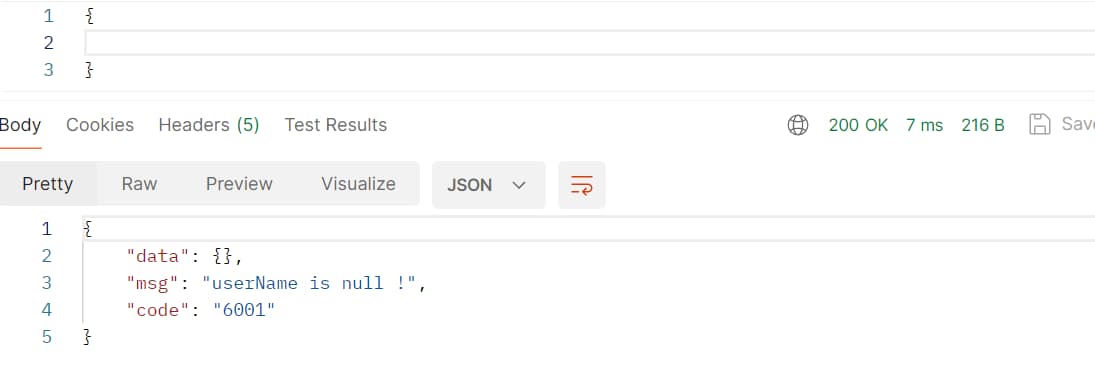 1 {
2
3 }
Body Cookies Headers (5) Test Results 200 OK 7 ms 216 B Save
Pretty Raw Preview Visualize JSON
1 {
2 "data": {},
3 "msg": "userName is null !",
4 "code": "6001"
5 }